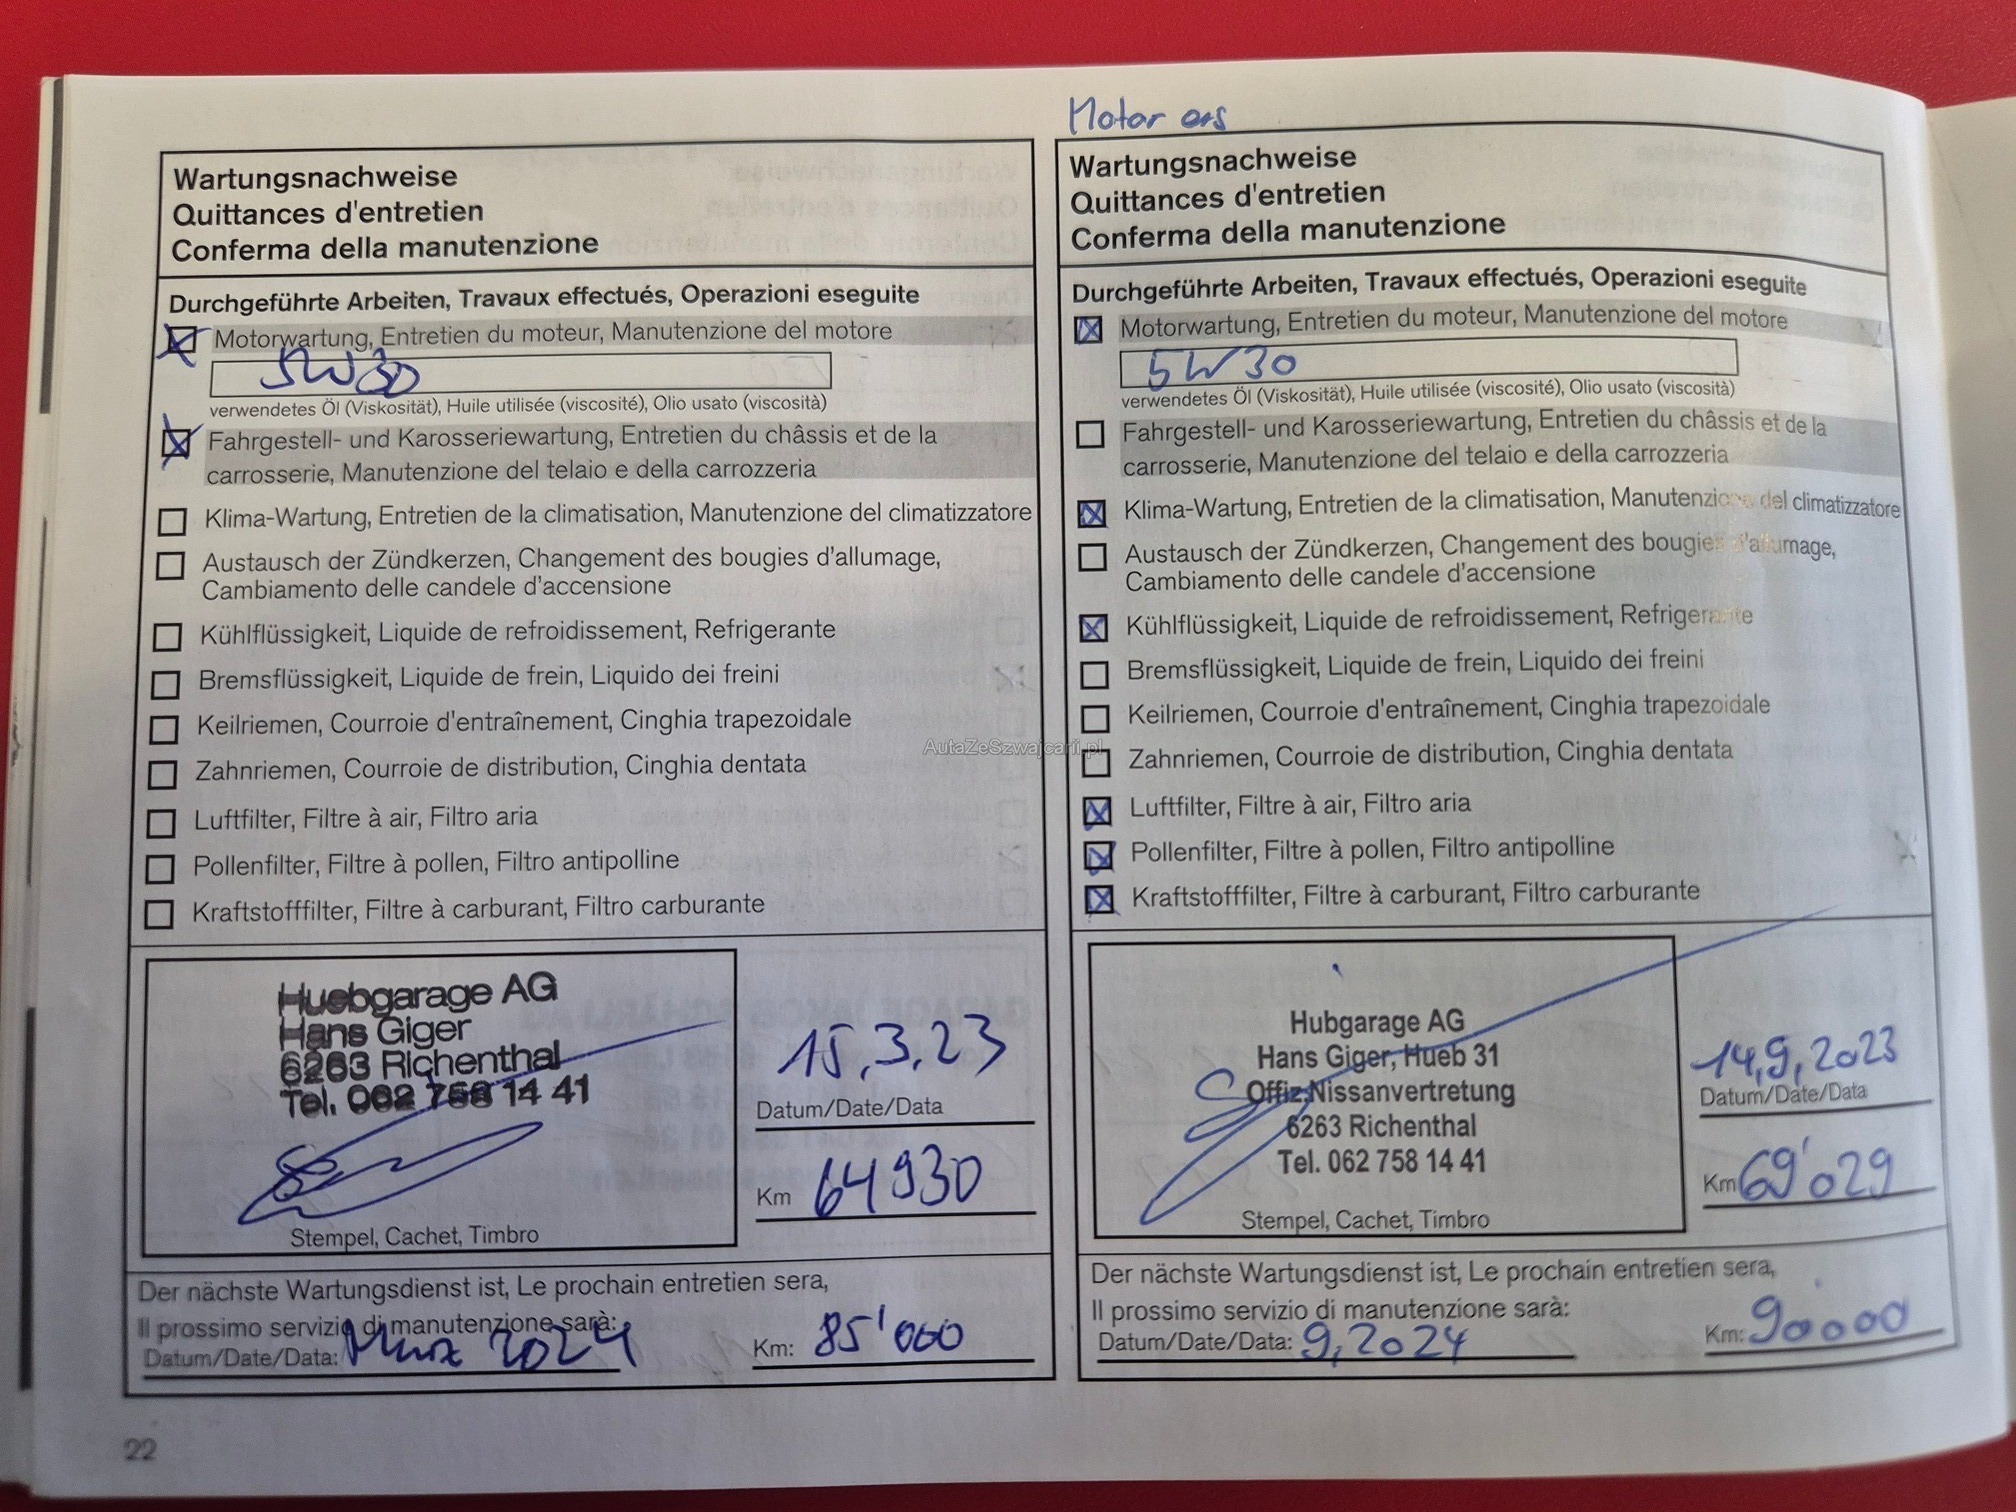 Wartungsnachweise
Quittances d'entretien
Conferma della manutenzione
Durchgeführte Arbeiten, Travaux effectués, Operazioni eseguite
Motorwartung, Entretien du moteur, Manutenzione del motore
5W30
verwendetes Öl (Viskosität), Huile utilisée (viscosité), Olio usato (viscosità)
Fahrgestell- und Karosseriewartung, Entretien du châssis et de la
carrosserie, Manutenzione del telaio e della carrozzeria
Klima-Wartung, Entretien de la climatisation, Manutenzione del climatizzatore
Austausch der Zündkerzen, Changement des bougies d'allumage,
Cambiamento delle candele d'accensione
Kühlflüssigkeit, Liquide de refroidissement, Refrigerante
Bremsflüssigkeit, Liquide de frein, Liquido dei freini
Keilriemen, Courroie d'entraînement, Cinghia trapezoidale
Zahnriemen, Courroie de distribution, Cinghia dentata
Luftfilter, Filtre à air, Filtro aria
Pollenfilter, Filtre à pollen, Filtro antipolline
Kraftstofffilter, Filtre à carburant, Filtro carburante
Huebgarage AG
Hans Giger
6263 Richenthal
Tel. 062 758 14 41
Stempel, Cachet, Timbro
15.3.23
Datum/Date/Data
Km 64930
Der nächste Wartungsdienst ist, Le prochain entretien sera,
Il prossimo servizio di manutenzione sarà:
Datum/Date/Data: März 2024 Km: 85'000
22
Motor
Wartungsnachweise
Quittances d'entretien
Conferma della manutenzione
Durchgeführte Arbeiten, Travaux effectués, Operazioni eseguite
Motorwartung, Entretien du moteur, Manutenzione del motore
5W30
verwendetes Öl (Viskosität), Huile utilisée (viscosité), Olio usato (viscosità)
Fahrgestell- und Karosseriewartung, Entretien du châssis et de la
carrosserie, Manutenzione del telaio e della carrozzeria
Klima-Wartung, Entretien de la climatisation, Manutenzione del climatizzatore
Austausch der Zündkerzen, Changement des bougies d'allumage,
Cambiamento delle candele d'accensione
Kühlflüssigkeit, Liquide de refroidissement, Refrigerante
Bremsflüssigkeit, Liquide de frein, Liquido dei freini
Keilriemen, Courroie d'entraînement, Cinghia trapezoidale
Zahnriemen, Courroie de distribution, Cinghia dentata
Luftfilter, Filtre à air, Filtro aria
Pollenfilter, Filtre à pollen, Filtro antipolline
Kraftstofffilter, Filtre à carburant, Filtro carburante
Hubgarage AG
Hans Giger, Hueb 31
Offiz.Nissanvertretung
6263 Richenthal
Tel. 062 758 14 41
Stempel, Cachet, Timbro
14,9,2023
Datum/Date/Data
Km 69'029
Der nächste Wartungsdienst ist, Le prochain entretien sera,
Il prossimo servizio di manutenzione sarà:
Datum/Date/Data: 9,2024 Km: 90'000
AutaZeSzwajcarii.pl